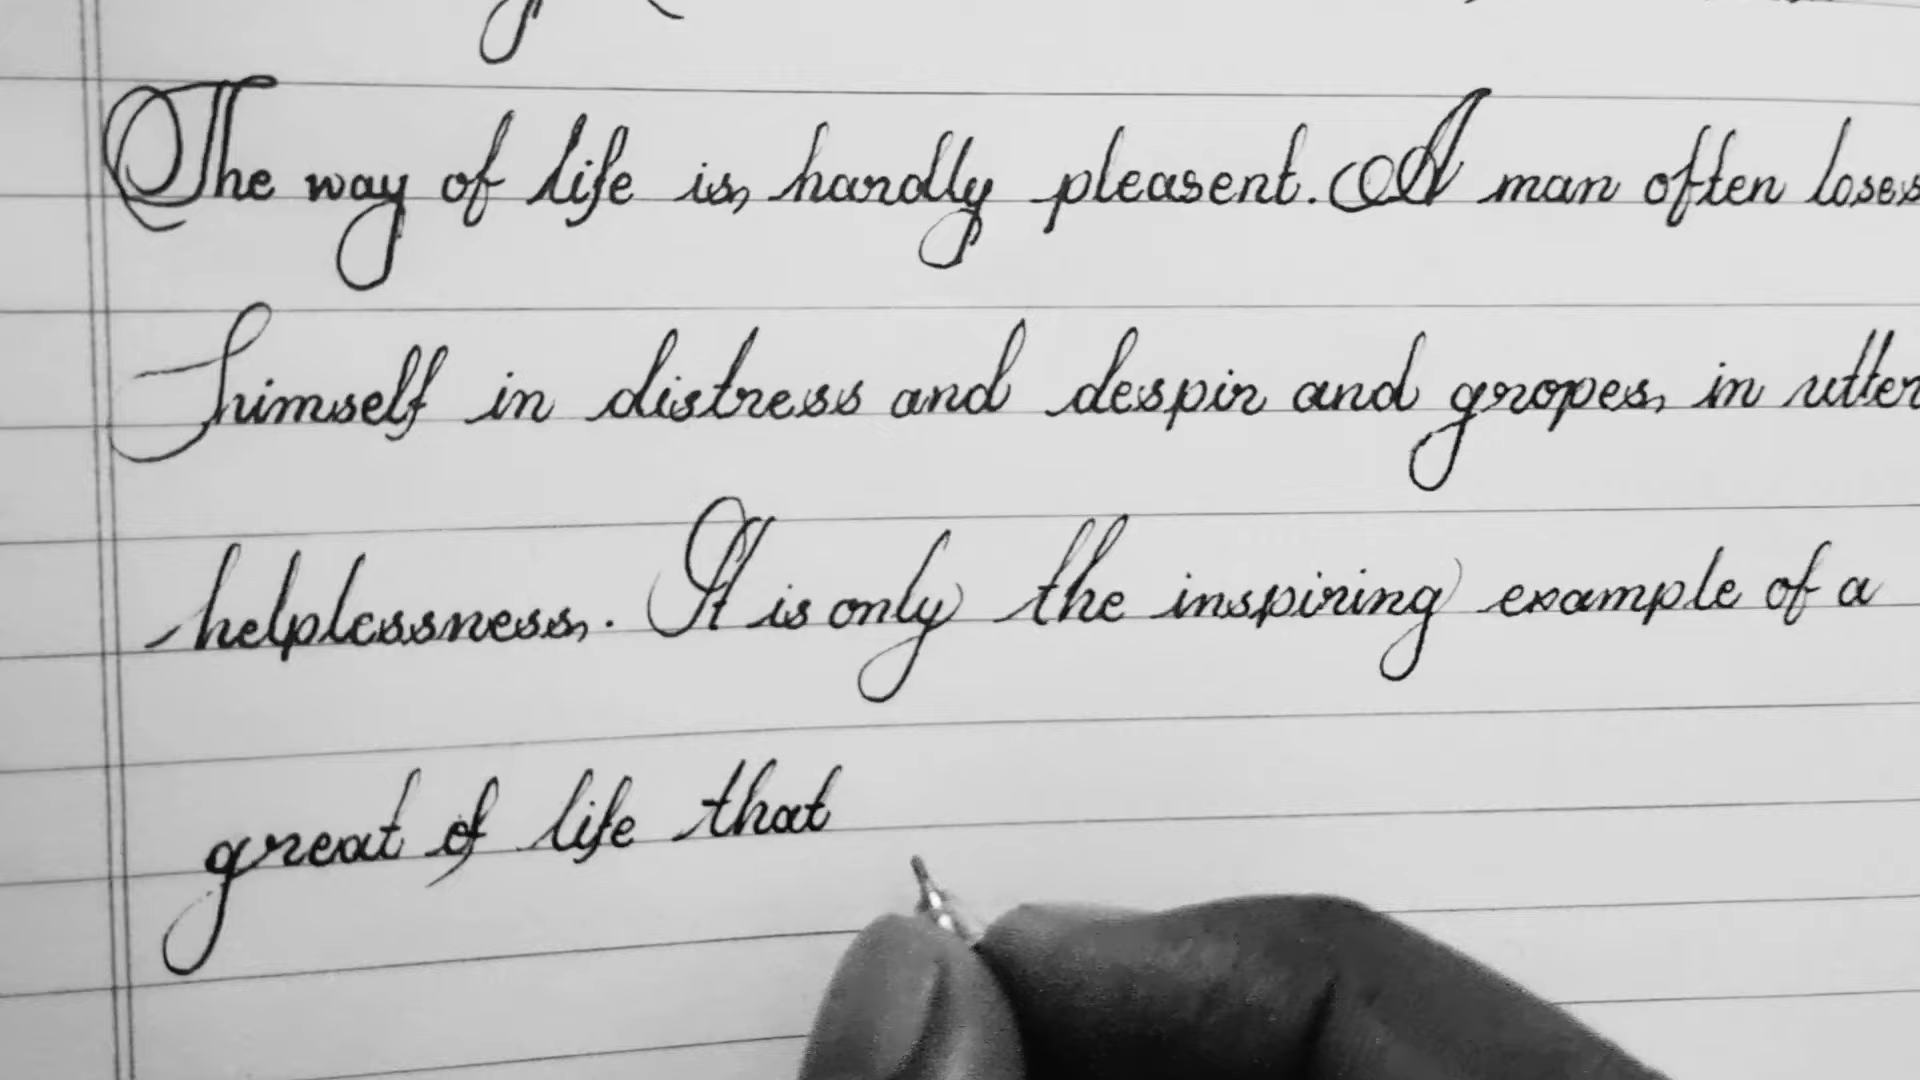 The way of life is hardly pleasent. A man often loses
himself in distress and despir and gropes in utter
helplessness. It is only the inspiring example of a
great of life that